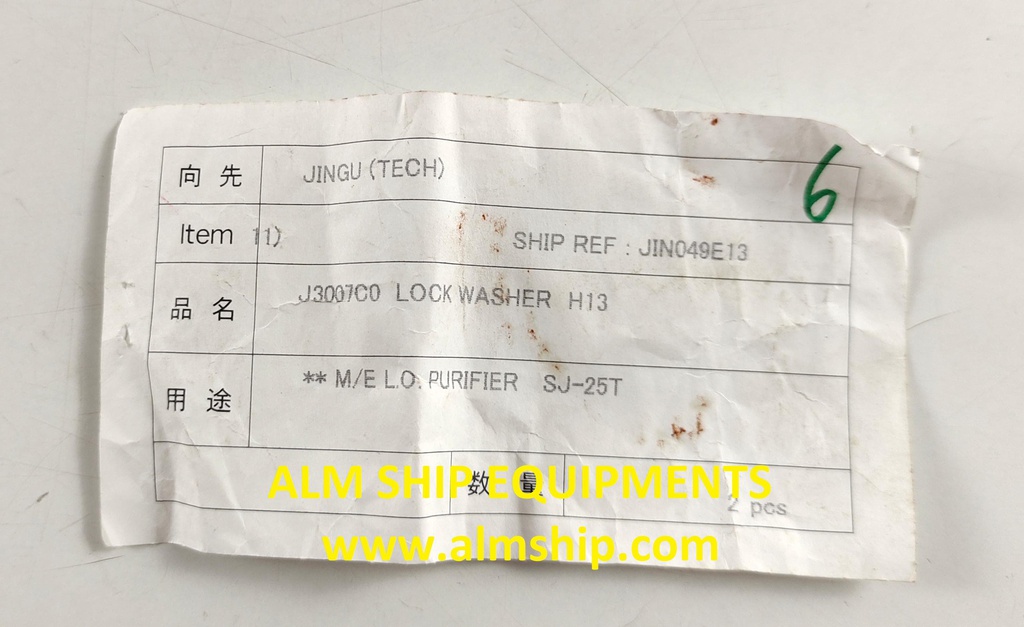 向先 JINGU (TECH)
6
Item 11) SHIP REF : JIN049E13
品名 J3007C0 LOCK WASHER H13
用途 ** M/E L.O. PURIFIER SJ-25T
数量 2 pcs
ALM SHIP EQUIPMENTS
www.almship.com